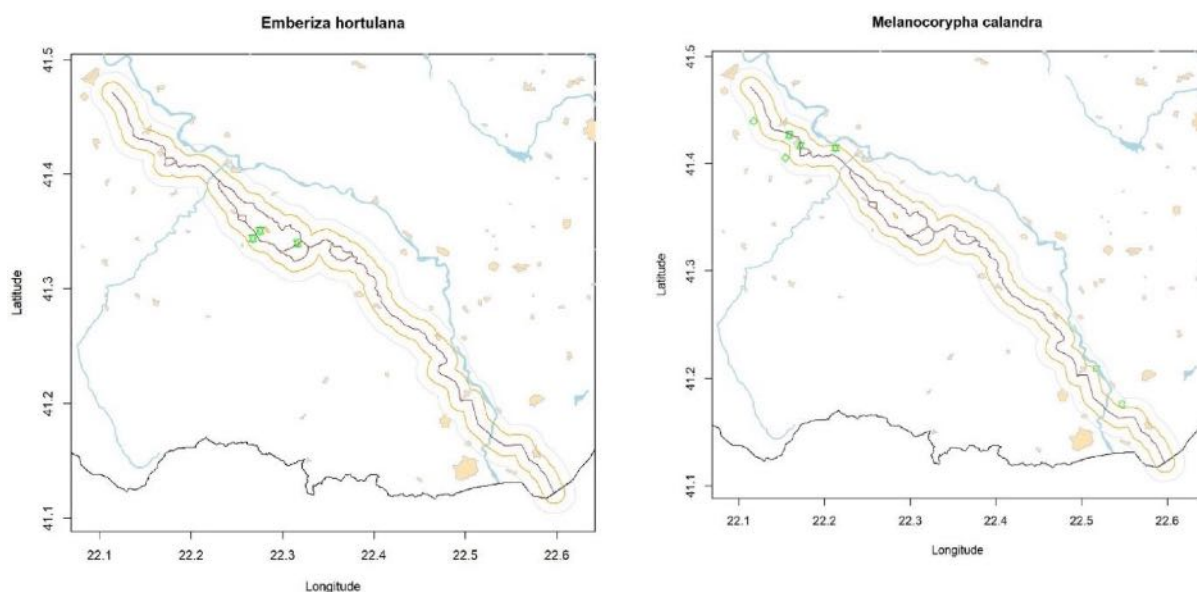 Emberiza hortulana
41.5
41.4
41.3
41.2
41.1
Latitude
22.1 22.2 22.3 22.4 22.5 22.6
Longitude
Melanocorypha calandra
41.5
41.4
41.3
41.2
41.1
Latitude
22.1 22.2 22.3 22.4 22.5 22.6
Longitude